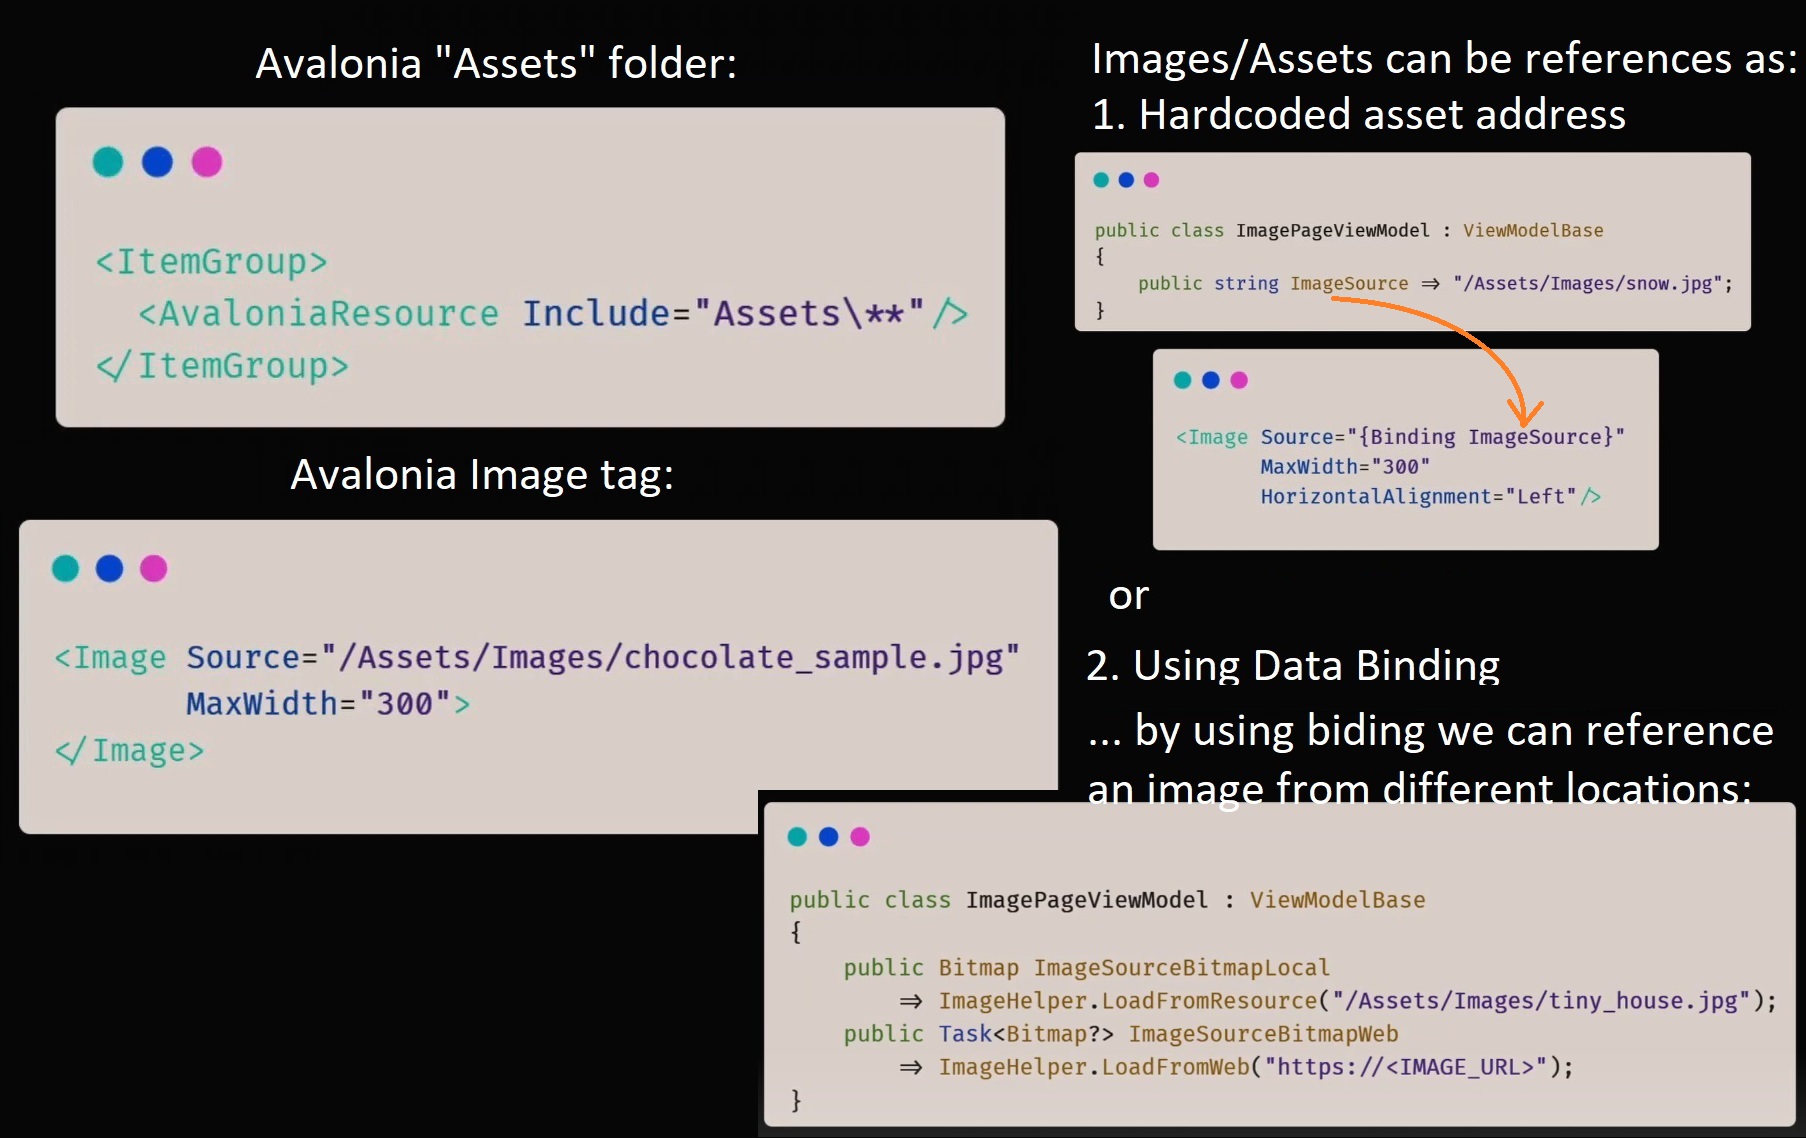 Avalonia "Assets" folder:
<ItemGroup>
  <AvaloniaResource Include="Assets\**"/>
</ItemGroup>
Avalonia Image tag:
<Image Source="/Assets/Images/chocolate_sample.jpg"
       MaxWidth="300">
</Image>
Images/Assets can be references as:
1. Hardcoded asset address
public class ImagePageViewModel : ViewModelBase
{
    public string ImageSource => "/Assets/Images/snow.jpg";
}
<Image Source="{Binding ImageSource}"
       MaxWidth="300"
       HorizontalAlignment="Left"/>
or
2. Using Data Binding
... by using biding we can reference
an image from different locations:
public class ImagePageViewModel : ViewModelBase
{
    public Bitmap ImageSourceBitmapLocal
        => ImageHelper.LoadFromResource("/Assets/Images/tiny_house.jpg");
    public Task<Bitmap?> ImageSourceBitmapWeb
        => ImageHelper.LoadFromWeb("https://<IMAGE_URL>");
}